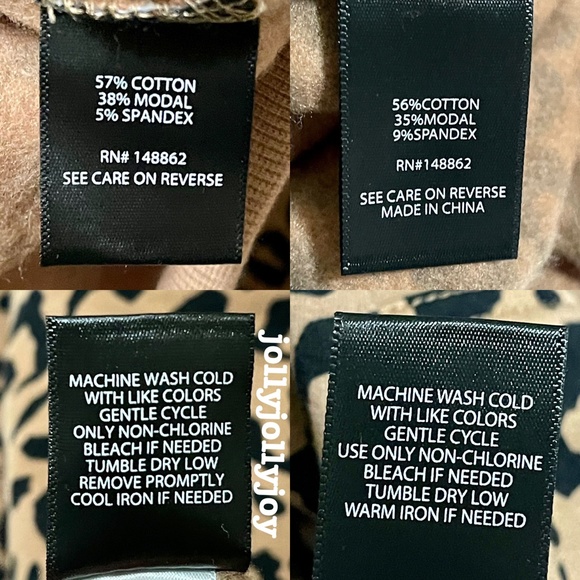 57% COTTON
38% MODAL
5% SPANDEX
RN# 148862
SEE CARE ON REVERSE
56%COTTON
35%MODAL
9%SPANDEX
RN#148862
SEE CARE ON REVERSE
MADE IN CHINA
MACHINE WASH COLD
WITH LIKE COLORS
GENTLE CYCLE
ONLY NON-CHLORINE
BLEACH IF NEEDED
TUMBLE DRY LOW
REMOVE PROMPTLY
COOL IRON IF NEEDED
jollyjollyjoy
MACHINE WASH COLD
WITH LIKE COLORS
GENTLE CYCLE
USE ONLY NON-CHLORINE
BLEACH IF NEEDED
TUMBLE DRY LOW
WARM IRON IF NEEDED